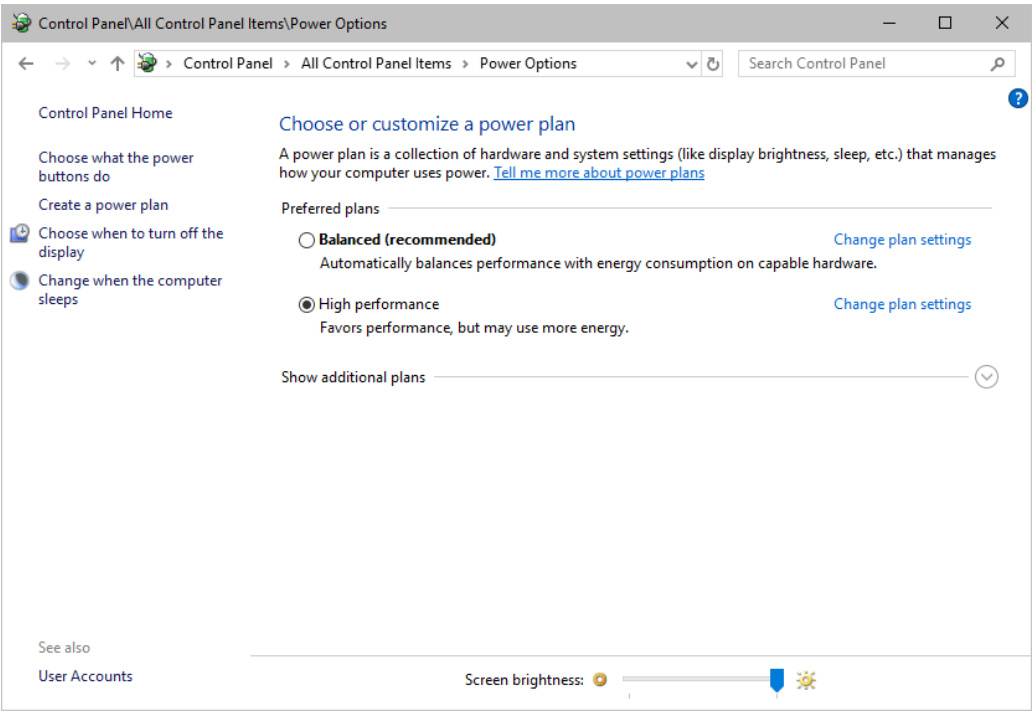 Control Panel\All Control Panel Items\Power Options
Control Panel > All Control Panel Items > Power Options
Search Control Panel
?
Control Panel Home
Choose what the power
buttons do
Create a power plan
Choose when to turn off the
display
Change when the computer
sleeps
Choose or customize a power plan
A power plan is a collection of hardware and system settings (like display brightness, sleep, etc.) that manages
how your computer uses power. Tell me more about power plans
Preferred plans
Balanced (recommended) Change plan settings
Automatically balances performance with energy consumption on capable hardware.
High performance Change plan settings
Favors performance, but may use more energy.
Show additional plans
See also
User Accounts
Screen brightness: